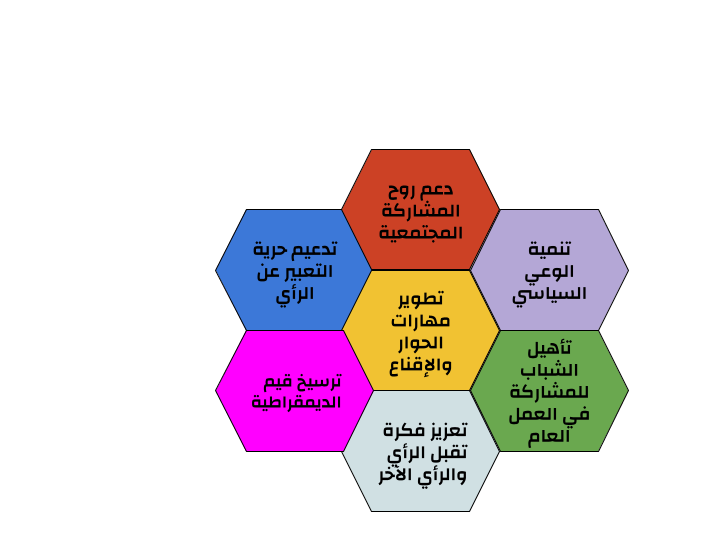 دعم روح
المشاركة
المجتمعية
تنمية
الوعي
السياسي
تدعيم حرية
التعبير عن
الرأي
تطوير
مهارات
الحوار
والإقناع
تأهيل
الشباب
للمشاركة
في العمل
العام
ترسيخ قيم
الديمقراطية
تعزيز فكرة
تقبل الرأي
والرأي الآخر